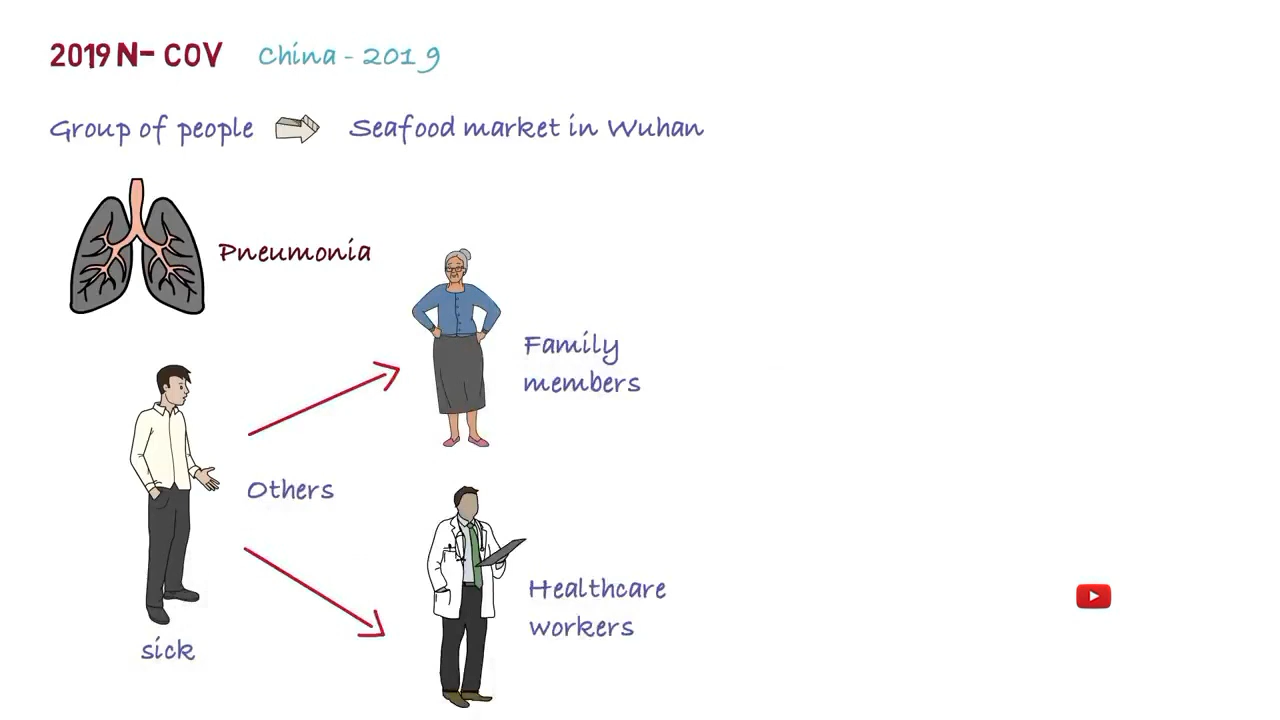 2019 N- COV China - 2019
Group of people Seafood market in Wuhan
Pneumonia
Family
members
Others
Healthcare
workers
sick